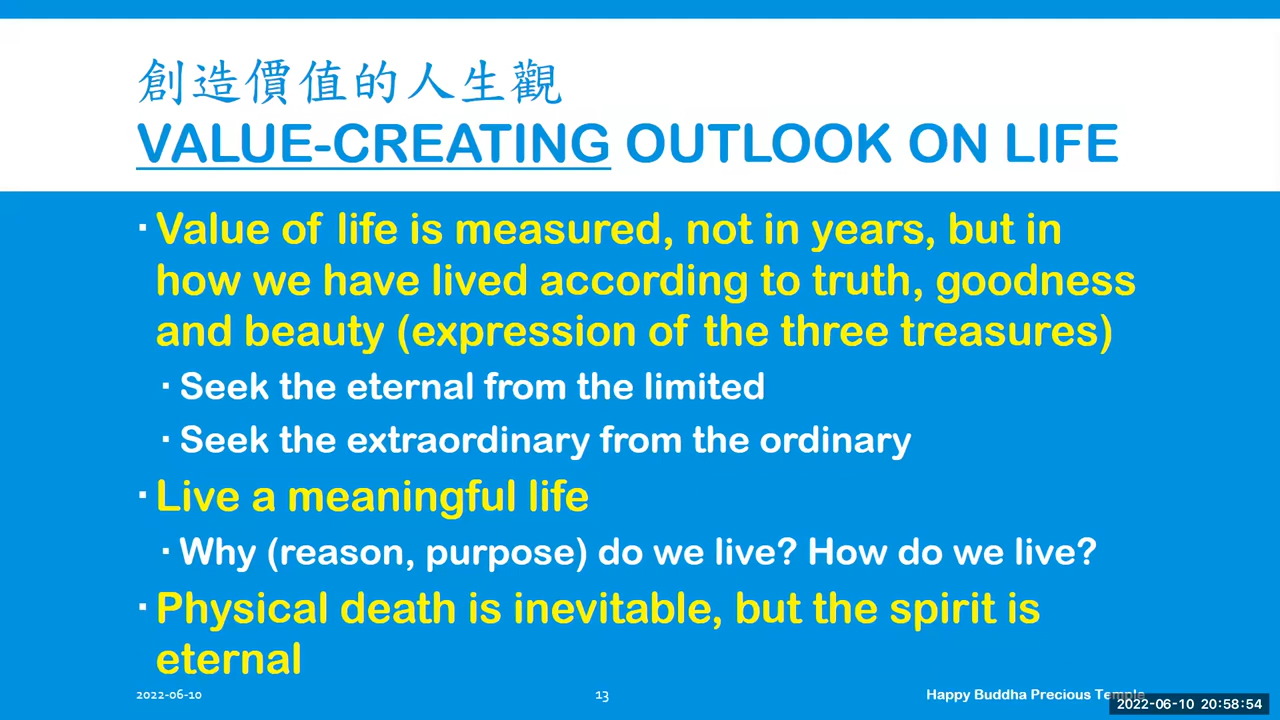 創造價值的人生觀
VALUE-CREATING OUTLOOK ON LIFE
▪ Value of life is measured, not in years, but in
how we have lived according to truth, goodness
and beauty (expression of the three treasures)
▪ Seek the eternal from the limited
▪ Seek the extraordinary from the ordinary
▪ Live a meaningful life
▪ Why (reason, purpose) do we live? How do we live?
▪ Physical death is inevitable, but the spirit is
eternal
2022-06-10
13
Happy Buddha Precious Temple
2022-06-10 20:58:54